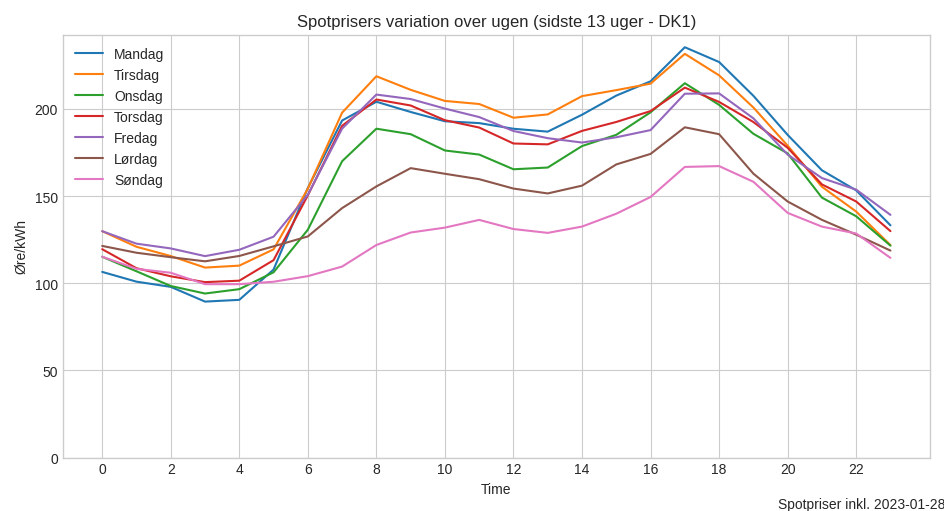 Spotprisers variation over ugen (sidste 13 uger - DK1)
Mandag
Tirsdag
Onsdag
Torsdag
Fredag
Lørdag
Søndag
Øre/kWh
200
150
100
50
0
0 2 4 6 8 10 12 14 16 18 20 22
Time
Spotpriser inkl. 2023-01-28